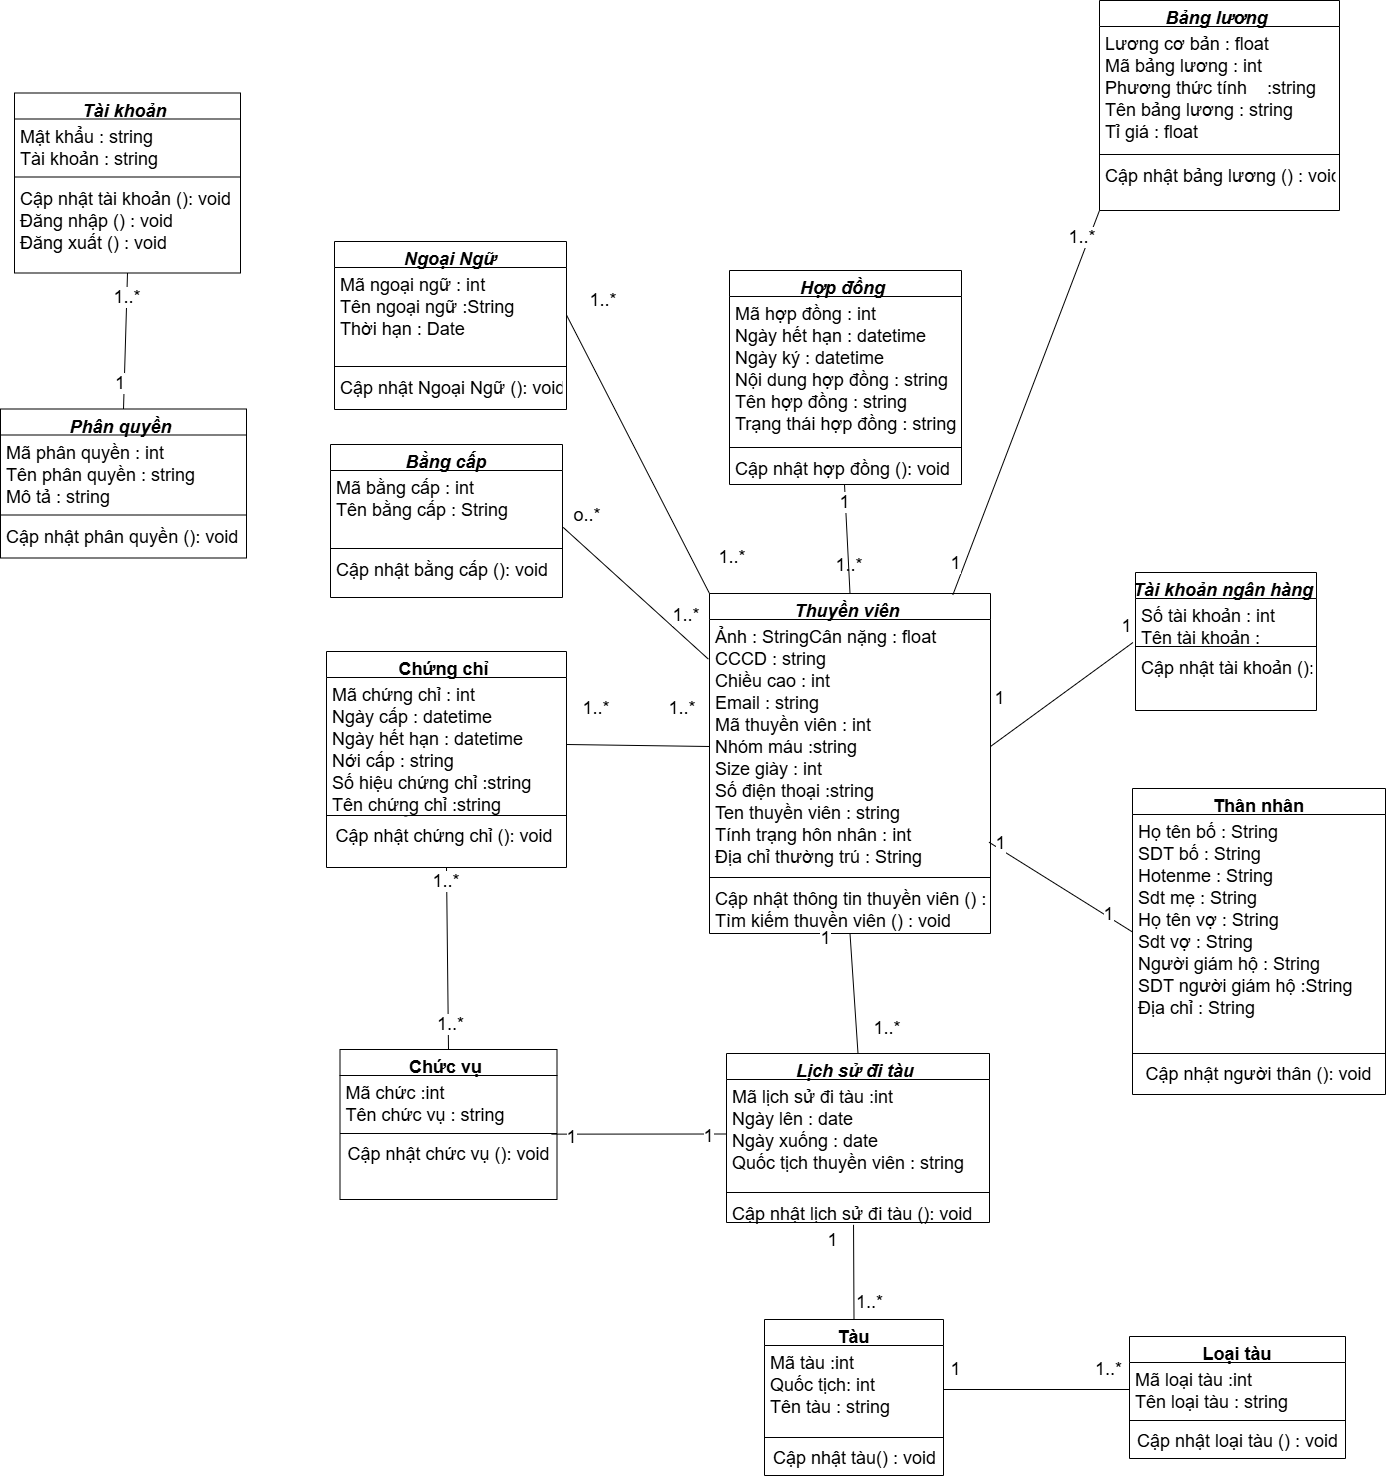 Bảng lương
Lương cơ bản : float
Mã bảng lương : int
Phương thức tính :string
Tên bảng lương : string
Tỉ giá : float
Cập nhật bảng lương () : void
1..*
1
Tài khoản
Mật khẩu : string
Tài khoản : string
Cập nhật tài khoản (): void
Đăng nhập () : void
Đăng xuất () : void
1..*
1
Phân quyền
Mã phân quyền : int
Tên phân quyền : string
Mô tả : string
Cập nhật phân quyền (): void
Ngoại Ngữ
Mã ngoại ngữ : int
Tên ngoại ngữ :String
Thời hạn : Date
Cập nhật Ngoại Ngữ (): void
1..*
1..*
Hợp đồng
Mã hợp đồng : int
Ngày hết hạn : datetime
Ngày ký : datetime
Nội dung hợp đồng : string
Tên hợp đồng : string
Trạng thái hợp đồng : string
Cập nhật hợp đồng (): void
1
1..*
Bằng cấp
Mã bằng cấp : int
Tên bằng cấp : String
Cập nhật bằng cấp (): void
o..*
1..*
Thuyền viên
Ảnh : StringCân nặng : float
CCCD : string
Chiều cao : int
Email : string
Mã thuyền viên : int
Nhóm máu :string
Size giày : int
Số điện thoại :string
Ten thuyền viên : string
Tính trạng hôn nhân : int
Địa chỉ thường trú : String
Cập nhật thông tin thuyền viên () :
Tìm kiếm thuyền viên () : void
Tài khoản ngân hàng
Số tài khoản : int
Tên tài khoản :
Cập nhật tài khoản ():
1
1
Chứng chỉ
Mã chứng chỉ : int
Ngày cấp : datetime
Ngày hết hạn : datetime
Nới cấp : string
Số hiệu chứng chỉ :string
Tên chứng chỉ :string
Cập nhật chứng chỉ (): void
1..*
1..*
Thân nhân
Họ tên bố : String
SDT bố : String
Hotenme : String
Sdt mẹ : String
Họ tên vợ : String
Sdt vợ : String
Người giám hộ : String
SDT người giám hộ :String
Địa chỉ : String
Cập nhật người thân (): void
1
1
1..*
1..*
1
1..*
Chức vụ
Mã chức :int
Tên chức vụ : string
Cập nhật chức vụ (): void
1
1
Lịch sử đi tàu
Mã lịch sử đi tàu :int
Ngày lên : date
Ngày xuống : date
Quốc tịch thuyền viên : string
Cập nhật lịch sử đi tàu (): void
1
1..*
Tàu
Mã tàu :int
Quốc tịch: int
Tên tàu : string
Cập nhật tàu() : void
1
1..*
Loại tàu
Mã loại tàu :int
Tên loại tàu : string
Cập nhật loại tàu () : void